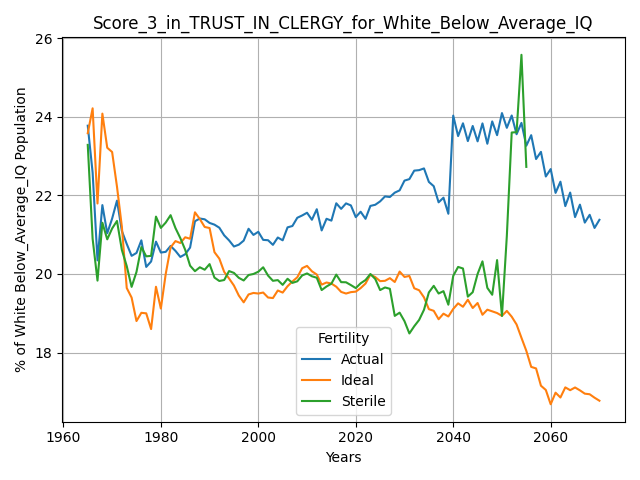 Score_3_in_TRUST_IN_CLERGY_for_White_Below_Average_IQ
% of White Below_Average_IQ Population
26
24
22
20
18
1960
1980
2000
2020
2040
2060
Years
Fertility
Actual
Ideal
Sterile